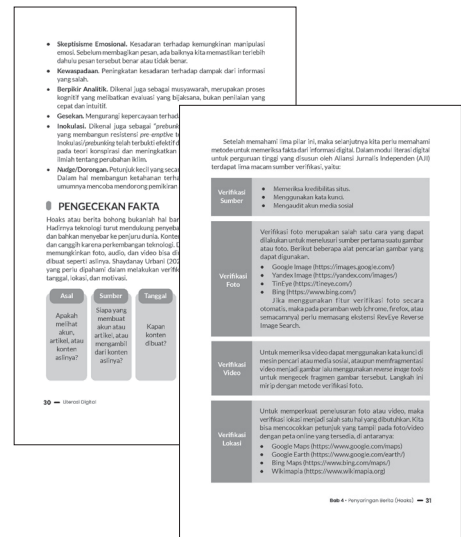 • Skeptisisme Emosional. Kesadaran terhadap kemungkinan manipulasi
emosi. Sebelum membagikan pesan, ada baiknya kita memastikan terlebih
dahulu pesan tersebut benar atau tidak benar.
• Kewaspadaan. Peningkatan kesadaran terhadap dampak dari informasi
yang salah.
• Berpikir Analitik. Dikenal juga sebagai musyawarah, merupakan proses
kognitif yang melibatkan evaluasi yang bijaksana, bukan penilaian yang
cepat dan intuitif.
• Gesekan. Mengurangi kepercayaan terhad
• Inokulasi. Dikenal juga sebagai "prebunki
yang membangun resistensi pre-emptive te
Inokulasi/prebunking telah terbukti efektif d
pada teori konspirasi dan meningkatkan
ilmiah tentang perubahan iklim.
• Nudge/Dorongan. Petunjuk kecil yang secar
Dalam hal membangun ketahanan terha
umumnya mencoba mendorong pemikiran
PENGECEKAN FAKTA
Hoaks atau berita bohong bukanlah hal bar
Hadirnya teknologi turut mendukung penyeba
dan bahkan menyebar ke penjuru dunia. Konten
dan canggih karena perkembangan teknologi. D
memungkinkan foto, audio, dan video bisa di
dibuat seperti aslinya. Shaydanay Urbani (202
yang perlu dipahami dalam melakukan verifik
tanggal, lokasi, dan motivasi.
Asal
Sumber
Tanggal
Apakah
melihat
akun,
artikel, atau
konten
aslinya?
Siapa yang
membuat
akun atau
artikel, atau
mengambil
dari konten
aslinya?
Kapan
konten
dibuat?
30 — Literasi Digital
Setelah memahami lima pilar ini, maka selanjutnya kita perlu memahami
metode untuk memeriksa fakta dari informasi digital. Dalam modul literasi digital
untuk perguruan tinggi yang disusun oleh Aliansi Jurnalis Independen (AJI)
terdapat lima macam sumber verifikasi, yaitu:
Verifikasi
Sumber
• Memeriksa kredibilitas situs.
• Menggunakan kata kunci.
• Mengaudit akun media sosial
Verifikasi
Foto
Verifikasi foto merupakan salah satu cara yang dapat
dilakukan untuk menelusuri sumber pertama suatu gambar
atau foto. Berikut beberapa alat pencarian gambar yang
dapat digunakan.
• Google Image (https://images.google.com/)
• Yandex Image (https://yandex.com/images/)
• TinEye (https://tineye.com/)
• Bing (https://www.bing.com/)
Jika menggunakan fitur verifikasi foto secara
otomatis, maka pada peramban web (chrome, firefox, atau
semacamnya) perlu memasang ekstensi RevEye Reverse
Image Search.
Verifikasi
Video
Untuk memeriksa video dapat menggunakan kata kunci di
mesin pencari atau media sosial, ataupun memfragmentasi
video menjadi gambar lalu menggunakan reverse image tools
untuk mengecek fragmen gambar tersebut. Langkah ini
mirip dengan metode verifikasi foto.
Verifikasi
Lokasi
Untuk memperkuat penelusuran foto atau video, maka
verifikasi lokasi menjadi salah satu hal yang dibutuhkan. Kita
bisa mencocokkan petunjuk yang tampil pada foto/video
dengan peta online yang tersedia, di antaranya:
• Google Maps (https://www.google.com/maps)
• Google Earth (https://www.google.com/earth/)
• Bing Maps (https://www.bing.com/maps/)
• Wikimapia (https://www.wikimapia.org)
Bab 4 - Penyaringan Berita (Hoaks) — 31